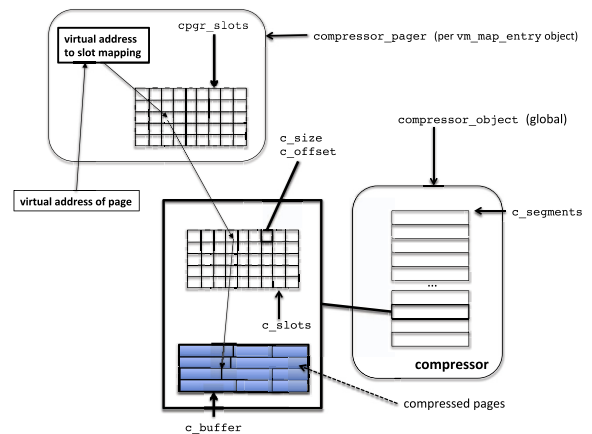 cpgr_slots
virtual address
to slot mapping
compressor_pager (per vm_map_entry object)
compressor_object (global)
c_size
c_offset
virtual address of page
c_segments
...
c_slots
compressor
compressed pages
c_buffer